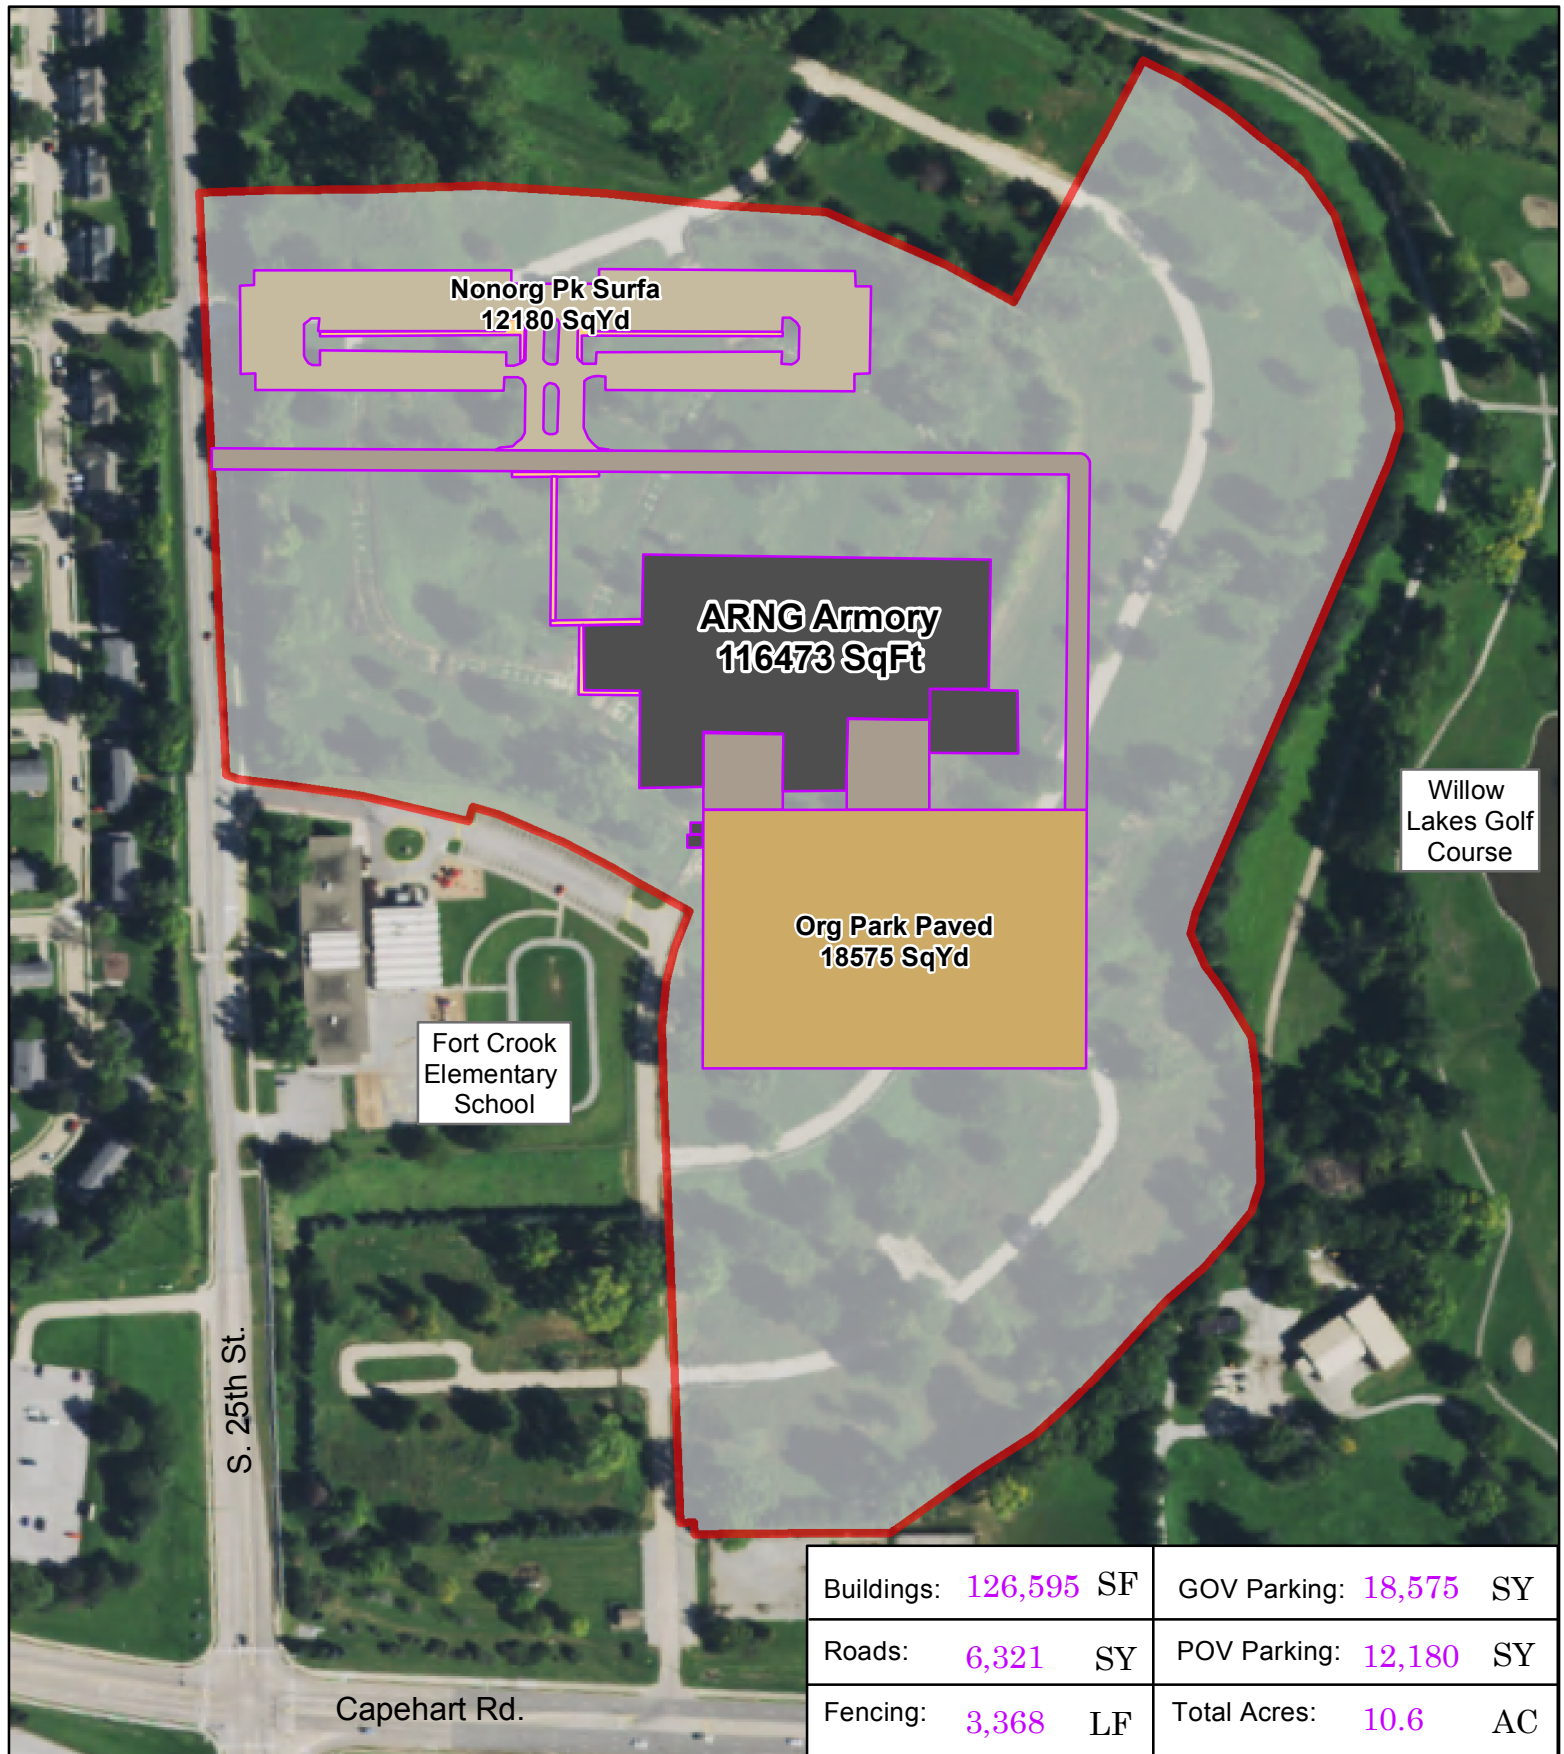 Nonorg Pk Surfa
12180 SqYd
ARNG Armory
116473 SqFt
Willow
Lakes Golf
Course
Org Park Paved
18575 SqYd
Fort Crook
Elementary
School
S. 25th St.
Capehart Rd.
Buildings: 126,595 SF GOV Parking: 18,575 SY
Roads: 6,321 SY POV Parking: 12,180 SY
Fencing: 3,368 LF Total Acres: 10.6 AC